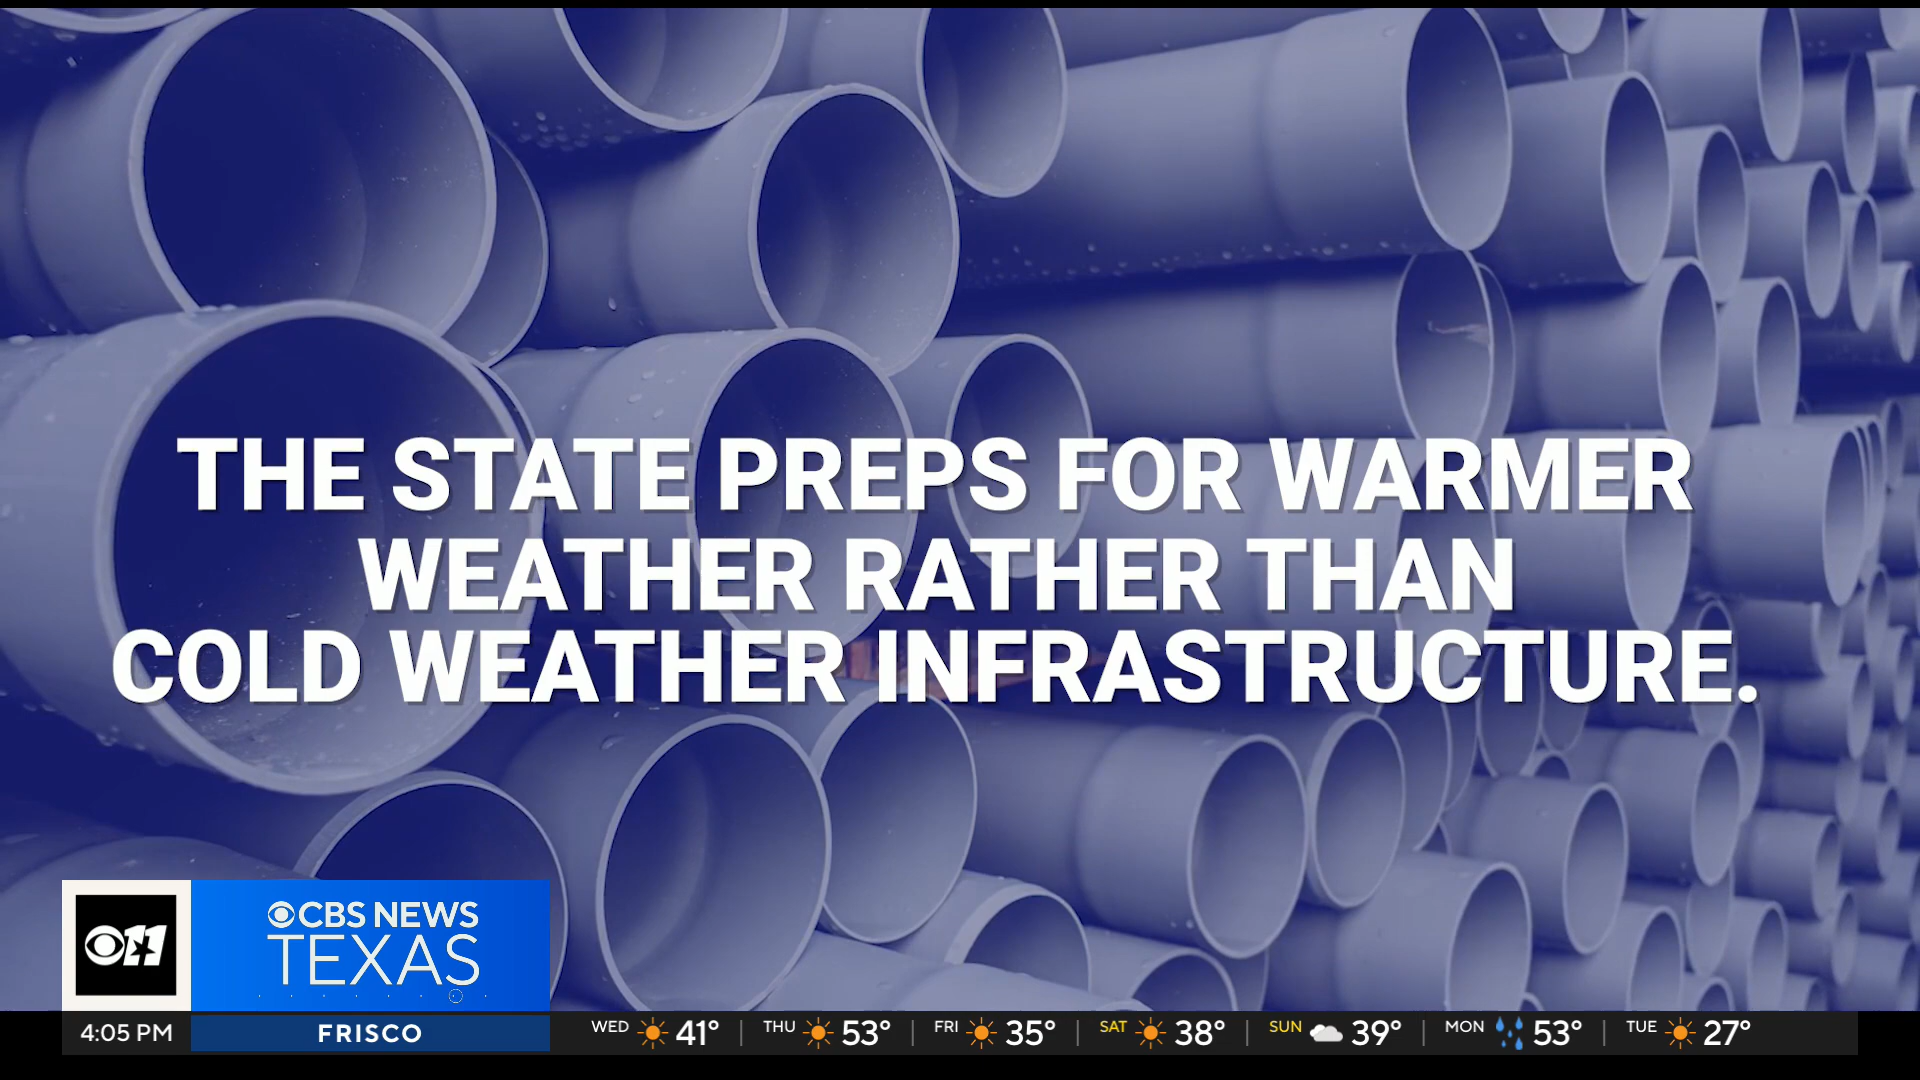 THE STATE PREPS FOR WARMER
WEATHER RATHER THAN
COLD WEATHER INFRASTRUCTURE.
11
CBS NEWS
TEXAS
4:05 PM
FRISCO
WED 41° THU 53° FRI 35° SAT 38° SUN 39° MON 53° TUE 27°